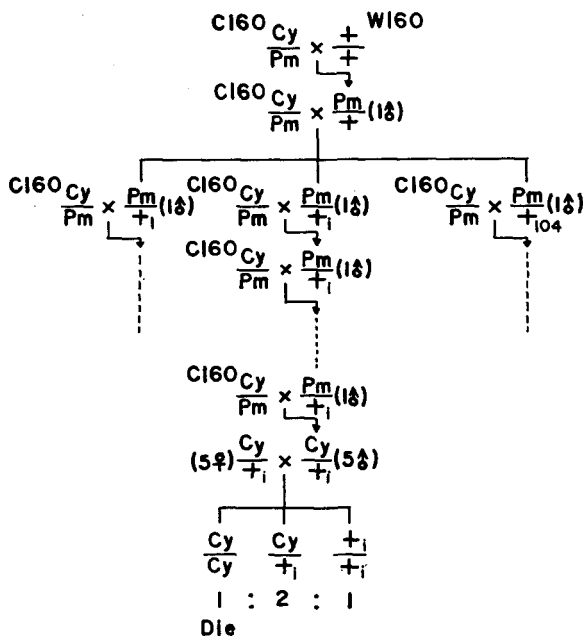 C160 Cy/Pm × +/+ W160
C160 Cy/Pm × Pm/+ (1♂)
C160 Cy/Pm × Pm/+i (1♂) C160 Cy/Pm × Pm/+i (1♂) C160 Cy/Pm × Pm/+104 (1♂)
C160 Cy/Pm × Pm/+i (1♂)
C160 Cy/Pm × Pm/+i (1♂)
(5♀) Cy/+i × Cy/+i (5♂)
Cy/Cy Cy/+i +i/+i
1 : 2 : 1
Die